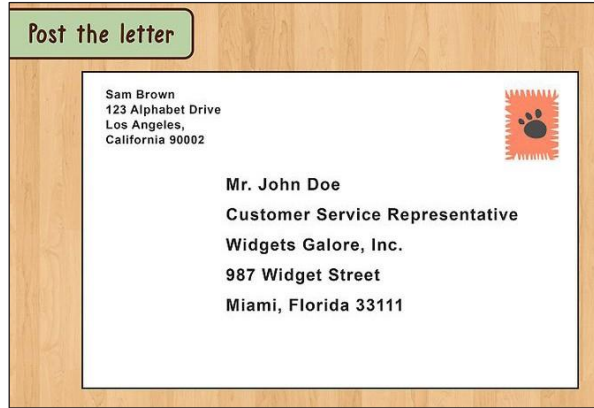 Post the letter
Sam Brown
123 Alphabet Drive
Los Angeles,
California 90002
Mr. John Doe
Customer Service Representative
Widgets Galore, Inc.
987 Widget Street
Miami, Florida 33111